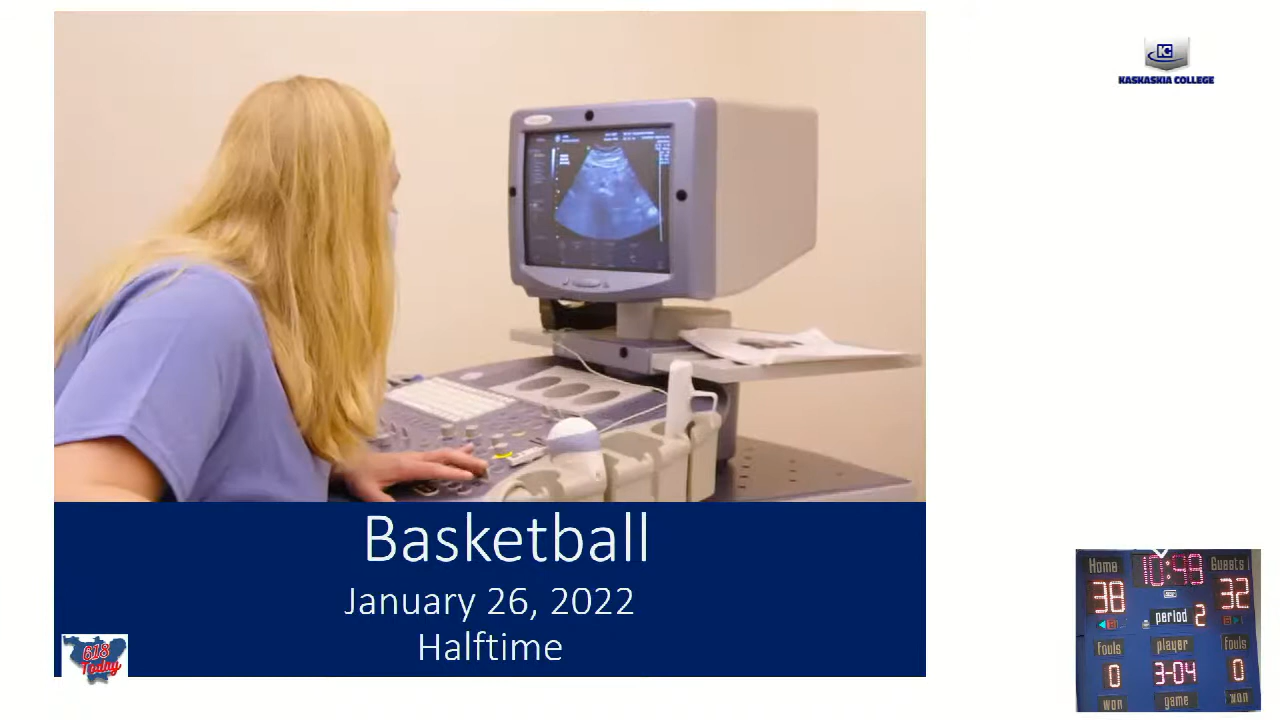 KC
KASKASKIA COLLEGE
Basketball
January 26, 2022
Halftime
618
Today
Home
10:49
Guests
38
32
period 2
fouls
player
fouls
0
3-04
0
won
game
won